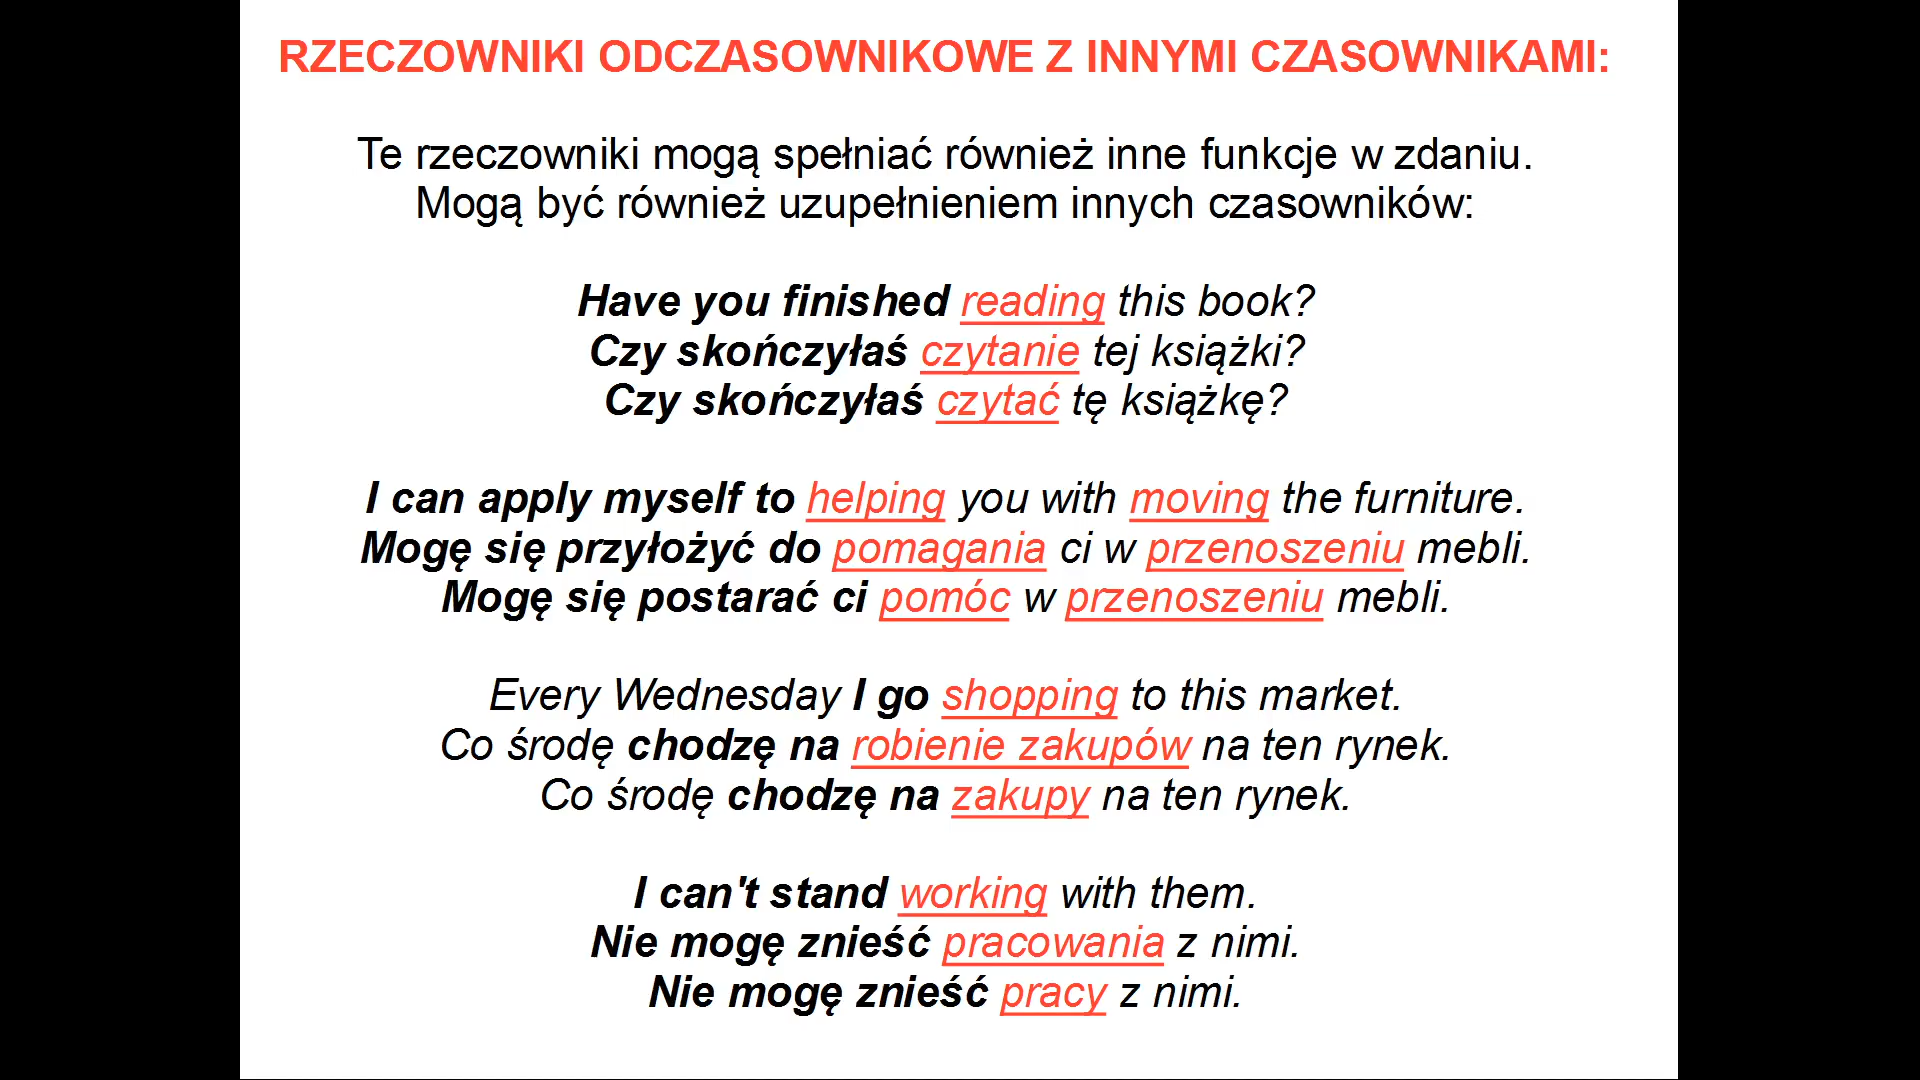 RZECZOWNIKI ODCZASOWNIKOWE Z INNYMI CZASOWNIKAMI:
Te rzeczowniki mogą spełniać również inne funkcje w zdaniu.
Mogą być również uzupełnieniem innych czasowników:
Have you finished reading this book?
Czy skończyłaś czytanie tej książki?
Czy skończyłaś czytać tę książkę?
I can apply myself to helping you with moving the furniture.
Mogę się przyłożyć do pomagania ci w przenoszeniu mebli.
Mogę się postarać ci pomóc w przenoszeniu mebli.
Every Wednesday I go shopping to this market.
Co środę chodzę na robienie zakupów na ten rynek.
Co środę chodzę na zakupy na ten rynek.
I can't stand working with them.
Nie mogę znieść pracowania z nimi.
Nie mogę znieść pracy z nimi.